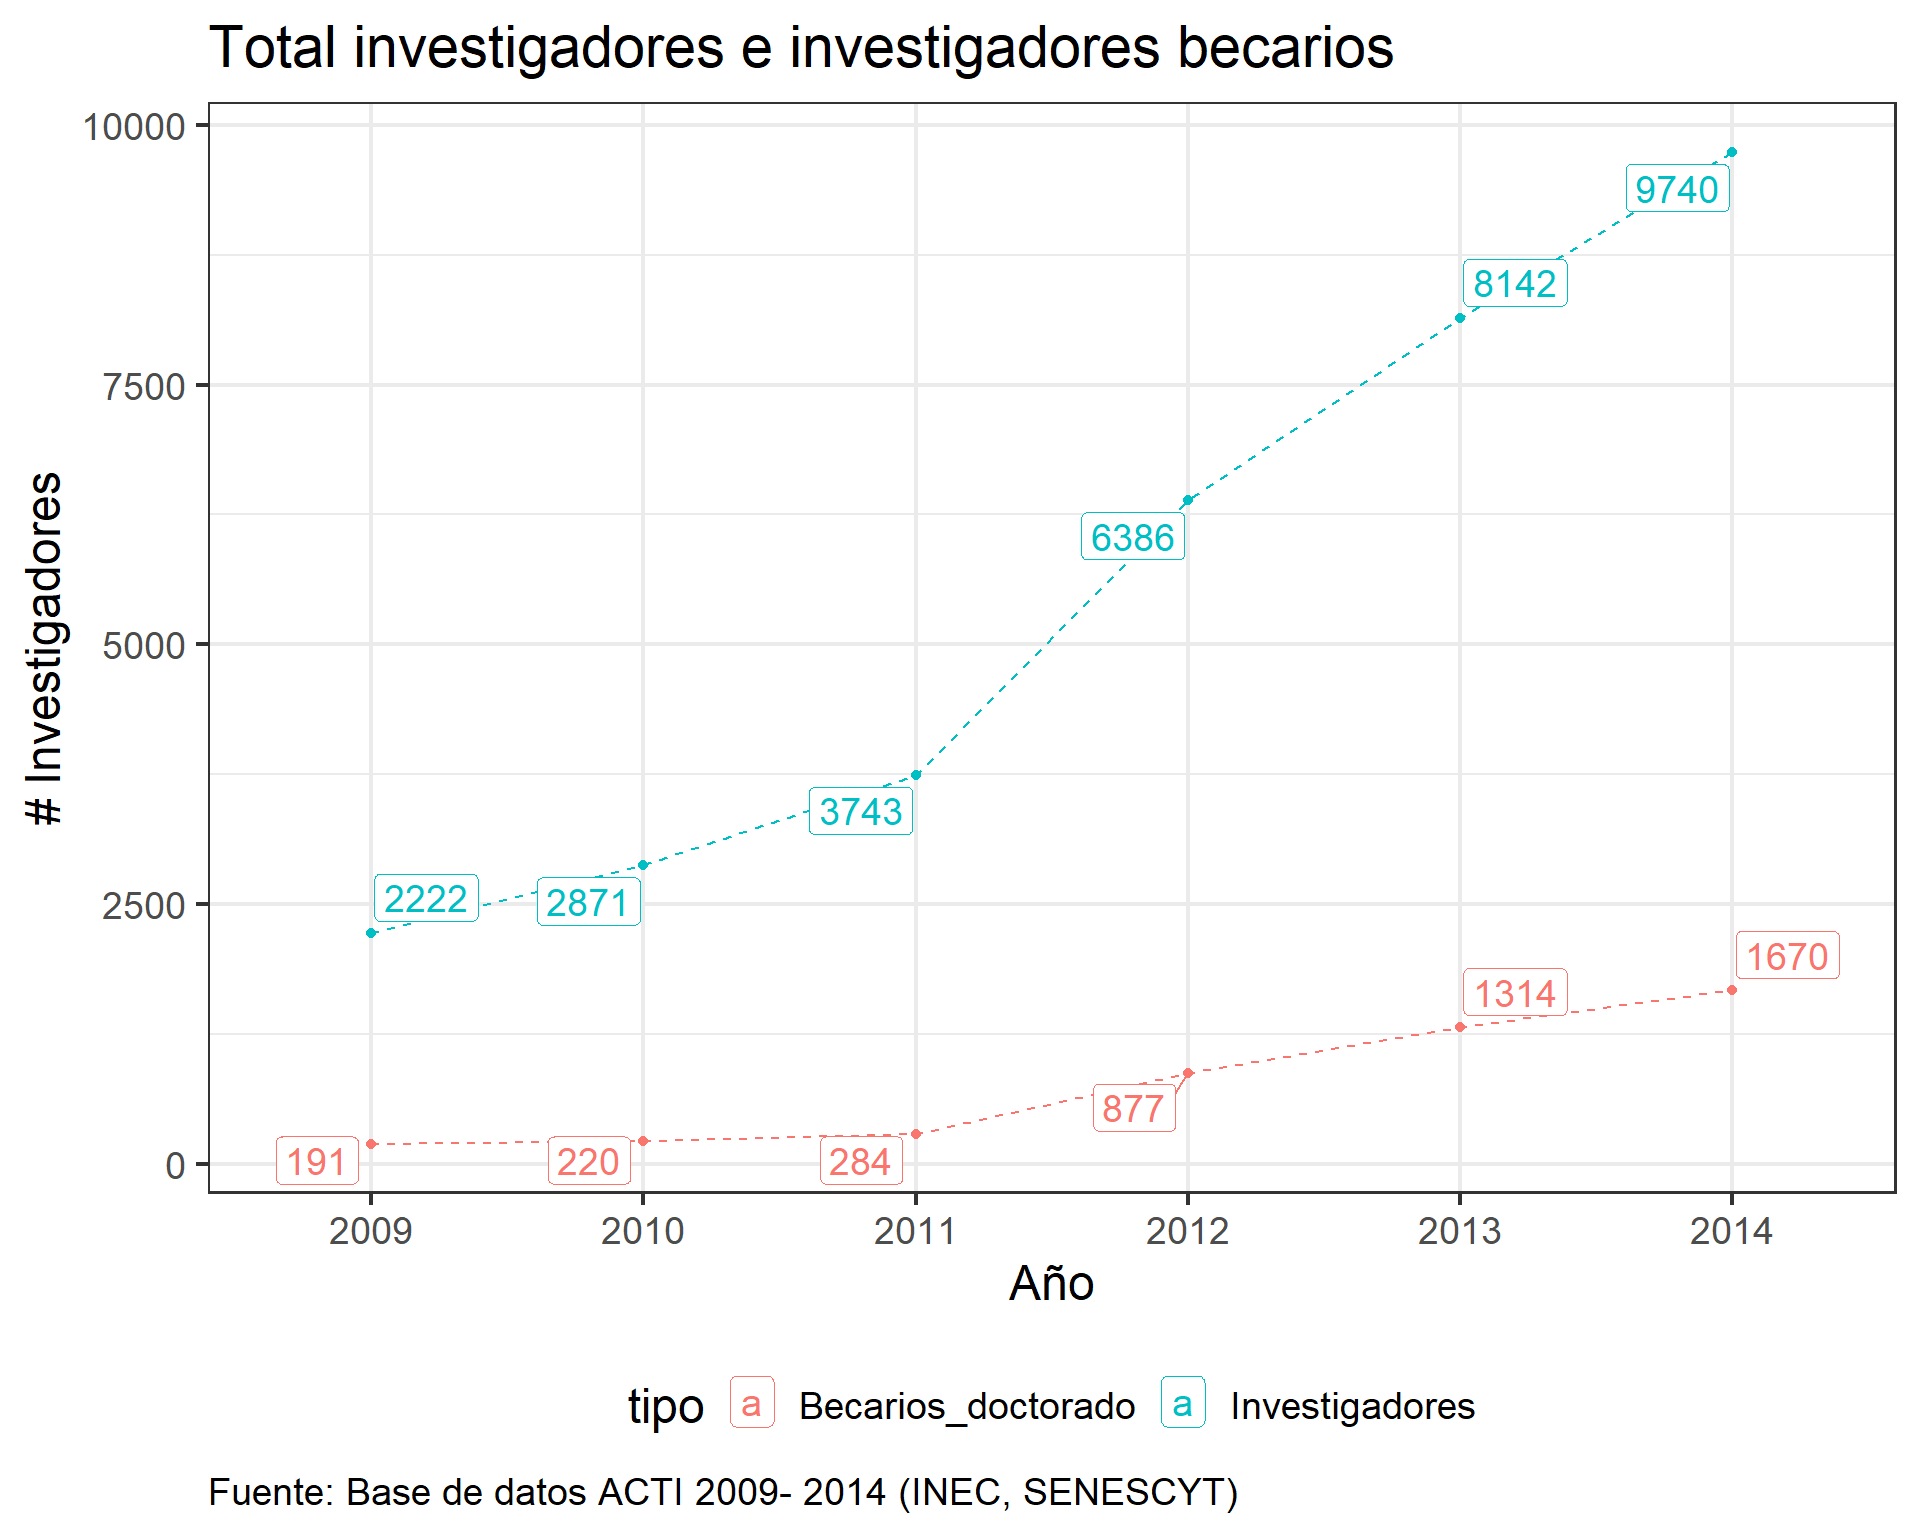 Total investigadores e investigadores becarios
# Investigadores
10000
7500
5000
2500
0
9740
8142
6386
3743
2222
2871
1670
1314
877
191
220
284
2009 2010 2011 2012 2013 2014
Año
tipo a Becarios_doctorado a Investigadores
Fuente: Base de datos ACTI 2009- 2014 (INEC, SENESCYT)